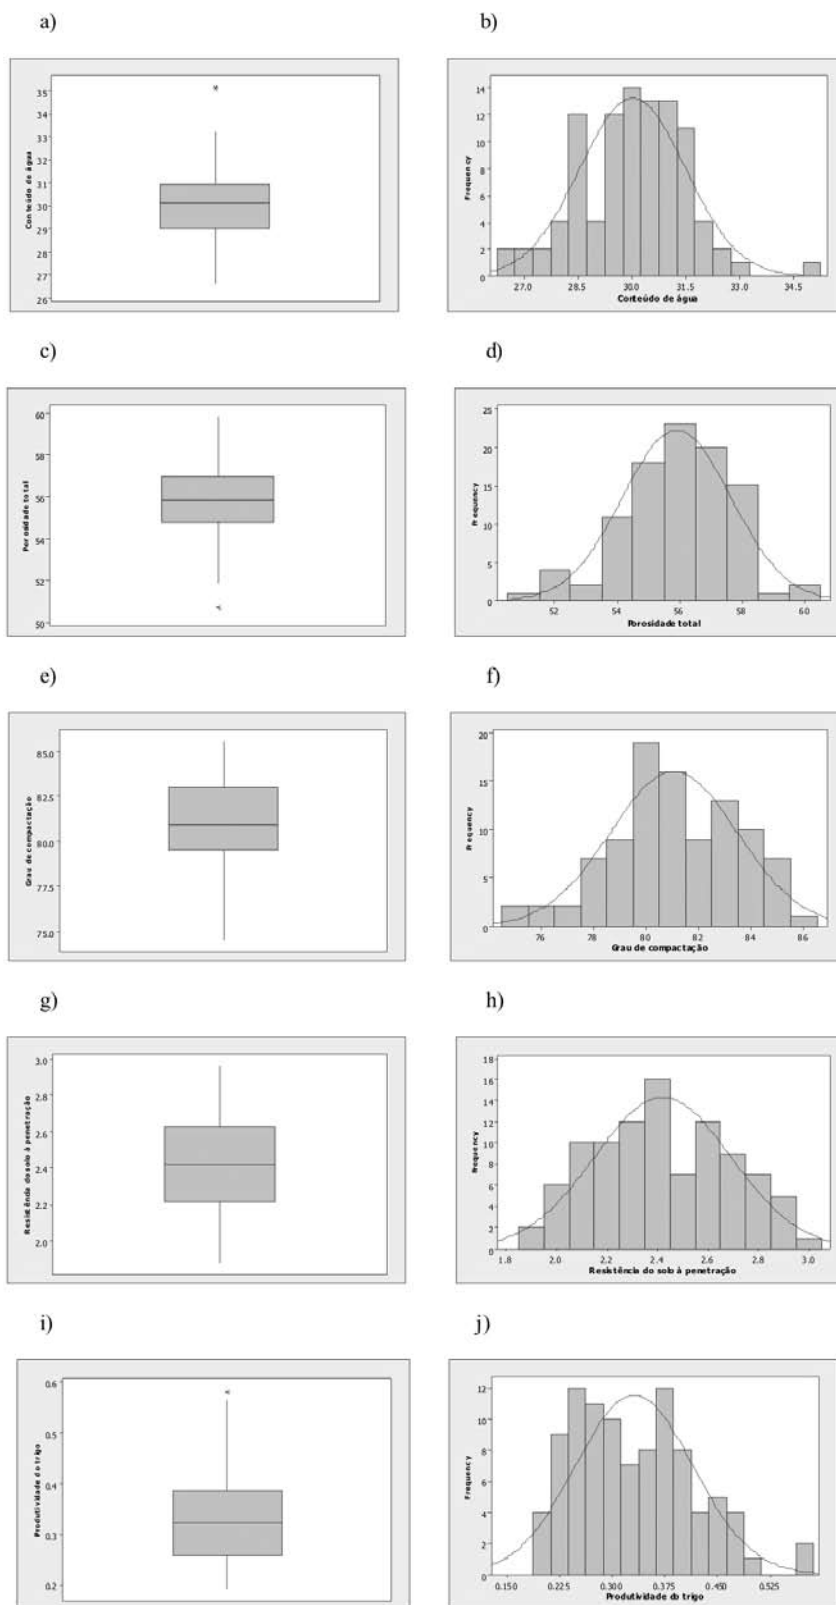 a)
b)
35
34
33
32
31
30
29
28
27
26
Conteúdo de água
14
12
10
8
6
4
2
0
Frequency
27.0 28.5 30.0 31.5 33.0 34.5
Conteúdo de água
c)
d)
60
58
56
54
52
50
Porosidade total
25
20
15
10
5
0
Frequency
52 54 56 58 60
Porosidade total
e)
f)
85.0
82.5
80.0
77.5
75.0
Grau de compactação
20
15
10
5
0
Frequency
76 78 80 82 84 86
Grau de compactação
g)
h)
3.0
2.8
2.6
2.4
2.2
2.0
Resistência do solo à penetração
18
16
14
12
10
8
6
4
2
0
Frequency
1.8 2.0 2.2 2.4 2.6 2.8 3.0
Resistência do solo à penetração
i)
j)
0.6
0.5
0.4
0.3
0.2
Produtividade do trigo
12
10
8
6
4
2
0
Frequency
0.150 0.225 0.300 0.375 0.450 0.525
Produtividade do trigo